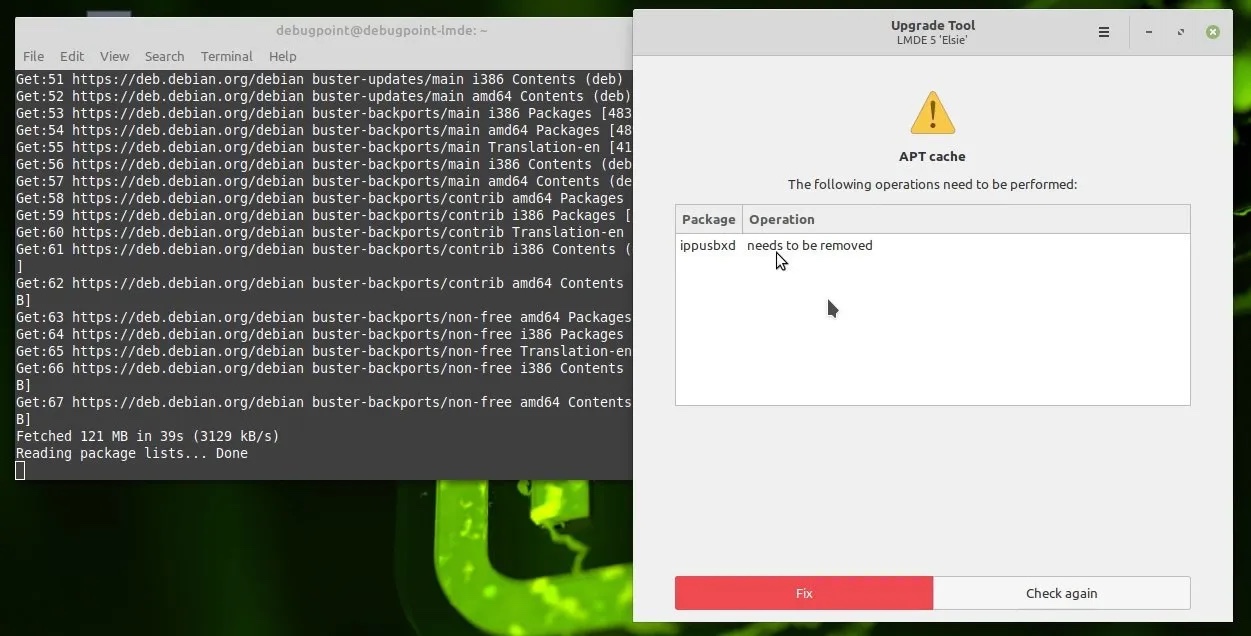 debugpoint@debugpoint-lmde: ~
File Edit View Search Terminal Help
Get:51 https://deb.debian.org/debian buster-updates/main i386 Contents (deb)
Get:52 https://deb.debian.org/debian buster-updates/main amd64 Contents (deb)
Get:53 https://deb.debian.org/debian buster-backports/main i386 Packages [483
Get:54 https://deb.debian.org/debian buster-backports/main amd64 Packages [48
Get:55 https://deb.debian.org/debian buster-backports/main Translation-en [41
Get:56 https://deb.debian.org/debian buster-backports/main i386 Contents (deb
Get:57 https://deb.debian.org/debian buster-backports/main amd64 Contents (de
Get:58 https://deb.debian.org/debian buster-backports/contrib amd64 Packages
Get:59 https://deb.debian.org/debian buster-backports/contrib i386 Packages [
Get:60 https://deb.debian.org/debian buster-backports/contrib Translation-en
Get:61 https://deb.debian.org/debian buster-backports/contrib i386 Contents (
]
Get:62 https://deb.debian.org/debian buster-backports/contrib amd64 Contents
B]
Get:63 https://deb.debian.org/debian buster-backports/non-free amd64 Packages
Get:64 https://deb.debian.org/debian buster-backports/non-free i386 Packages
Get:65 https://deb.debian.org/debian buster-backports/non-free Translation-en
Get:66 https://deb.debian.org/debian buster-backports/non-free i386 Contents
B]
Get:67 https://deb.debian.org/debian buster-backports/non-free amd64 Contents
B]
Fetched 121 MB in 39s (3129 kB/s)
Reading package lists... Done
Upgrade Tool
LMDE 5 'Elsie'
APT cache
The following operations need to be performed:
Package Operation
ippusbxd needs to be removed
Fix Check again